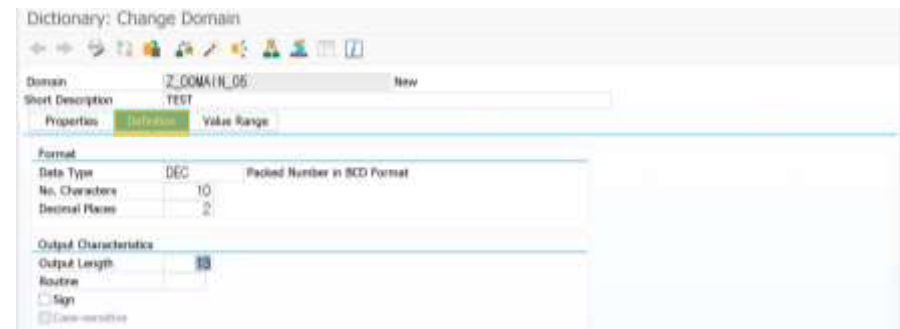 Dictionary: Change Domain
Domain Z_DOMAIN_05 New
Short Description TEST
Properties Definition Value Range
Format
Data Type DEC Packed Number in BCD Format
No. Characters 10
Decimal Places 2
Output Characteristics
Output Length 13
Routine
Sign
Case-sensitive